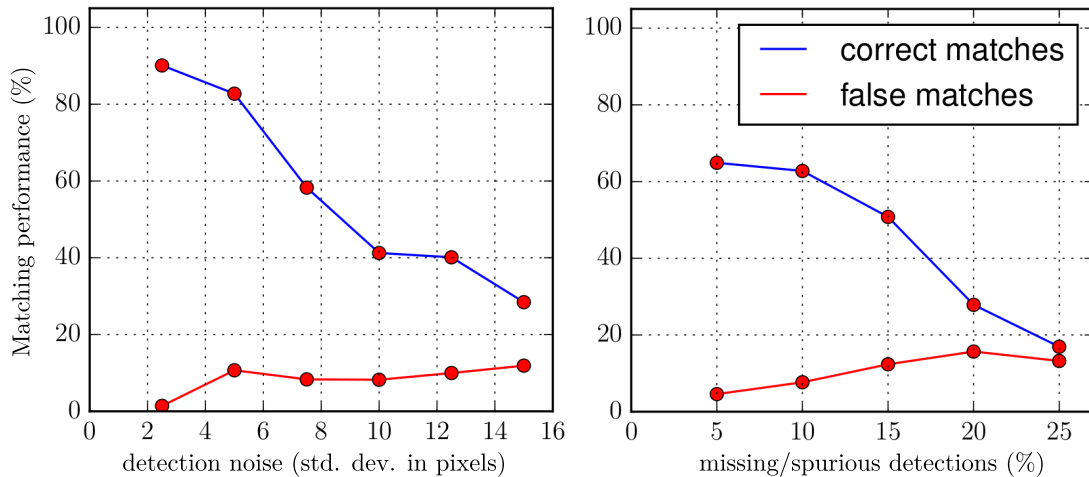 Matching performance (%)
100
80
60
40
20
0
0 2 4 6 8 10 12 14 16
detection noise (std. dev. in pixels)
100
80
60
40
20
0
0 5 10 15 20 25
missing/spurious detections (%)
correct matches
false matches